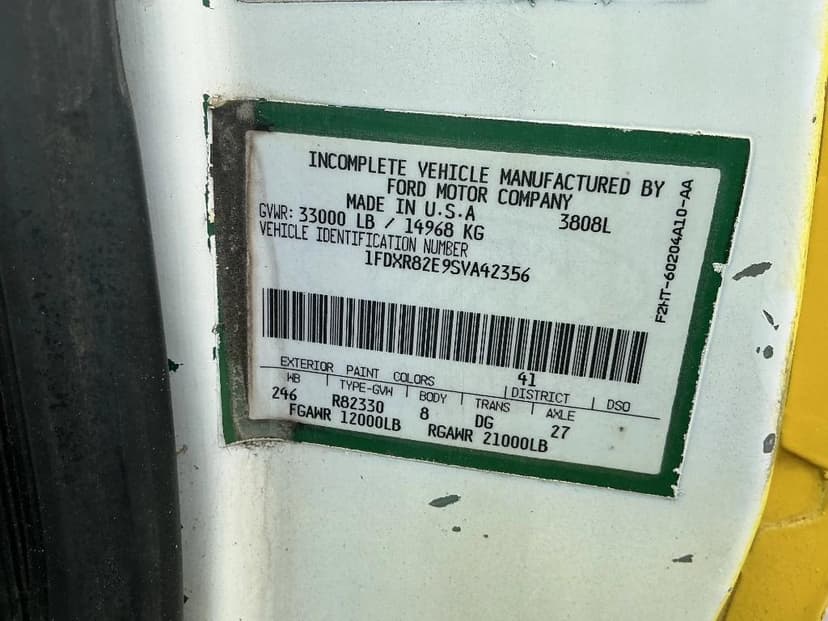 INCOMPLETE VEHICLE MANUFACTURED BY
FORD MOTOR COMPANY
MADE IN U.S.A 3808L
GVWR: 33000 LB / 14968 KG
VEHICLE IDENTIFICATION NUMBER
1FDXR82E9SVA42356
F2HT-60204A10-AA
EXTERIOR PAINT COLORS 41
WB TYPE-GVW BODY TRANS AXLE DISTRICT DSO
246 R82330 8 DG 27
FGAWR 12000LB RGAWR 21000LB